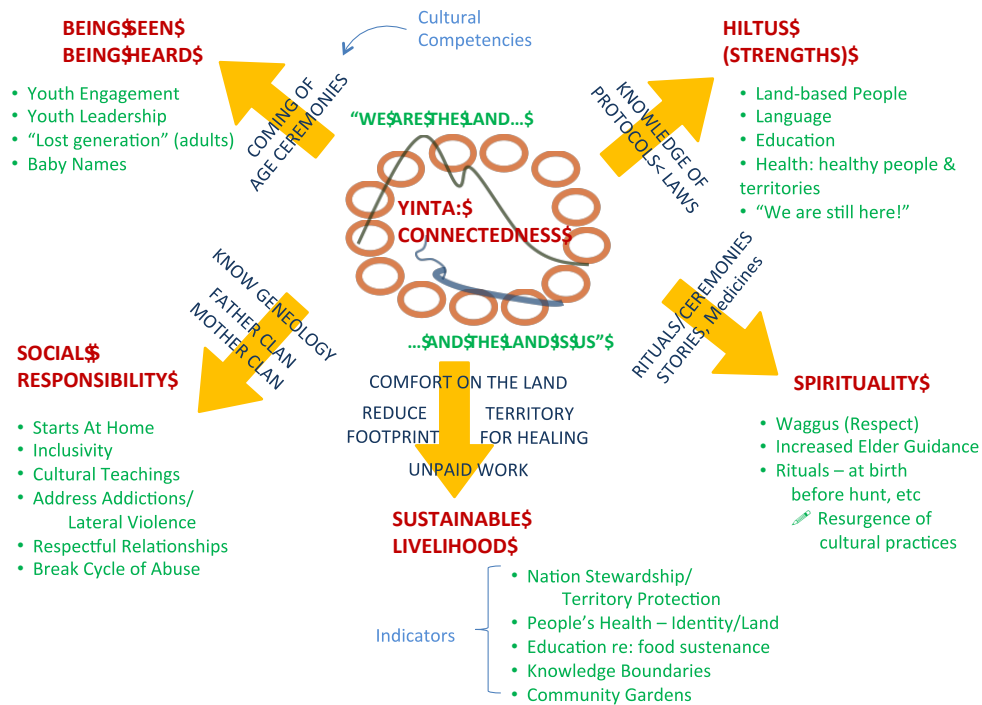 BEING$SEEN$
BEING$HEARD$
• Youth Engagement
• Youth Leadership
• “Lost generation” (adults)
• Baby Names
COMING OF
AGE CEREMONIES
Cultural
Competencies
HILTUS$
(STRENGTHS)$
• Land-based People
• Language
• Education
• Health: healthy people &
territories
• “We are still here!”
KNOWLEDGE OF
PROTOCOLS< LAWS
“WE$ARE$THE$LAND...$
YINTA:$
CONNECTEDNESS$
...$AND$THE$LAND$IS$US”$
KNOW GENEOLOGY
FATHER CLAN
MOTHER CLAN
SOCIAL$
RESPONSIBILITY$
• Starts At Home
• Inclusivity
• Cultural Teachings
• Address Addictions/
Lateral Violence
• Respectful Relationships
• Break Cycle of Abuse
RITUALS/CEREMONIES
STORIES, Medicines
SPIRITUALITY$
• Waggus (Respect)
• Increased Elder Guidance
• Rituals – at birth
before hunt, etc
Resurgence of
cultural practices
COMFORT ON THE LAND
REDUCE
FOOTPRINT
TERRITORY
FOR HEALING
UNPAID WORK
SUSTAINABLE$
LIVELIHOOD$
Indicators
• Nation Stewardship/
Territory Protection
• People’s Health – Identity/Land
• Education re: food sustenance
• Knowledge Boundaries
• Community Gardens